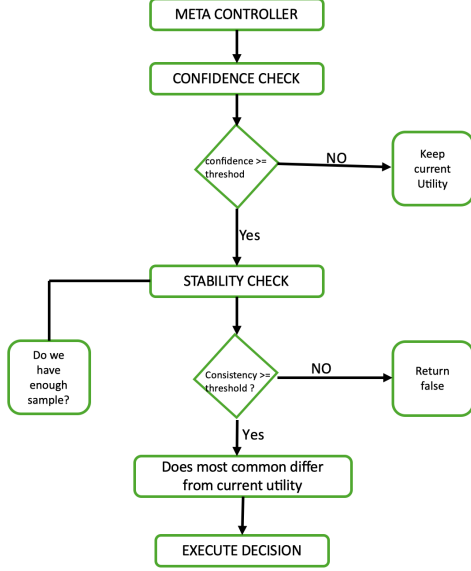 META CONTROLLER
CONFIDENCE CHECK
confidence >=
threshod
NO
Keep
current
Utility
Yes
STABILITY CHECK
Do we
have
enough
sample?
Consistency >=
threshold ?
NO
Return
false
Yes
Does most common differ
from current utility
EXECUTE DECISION